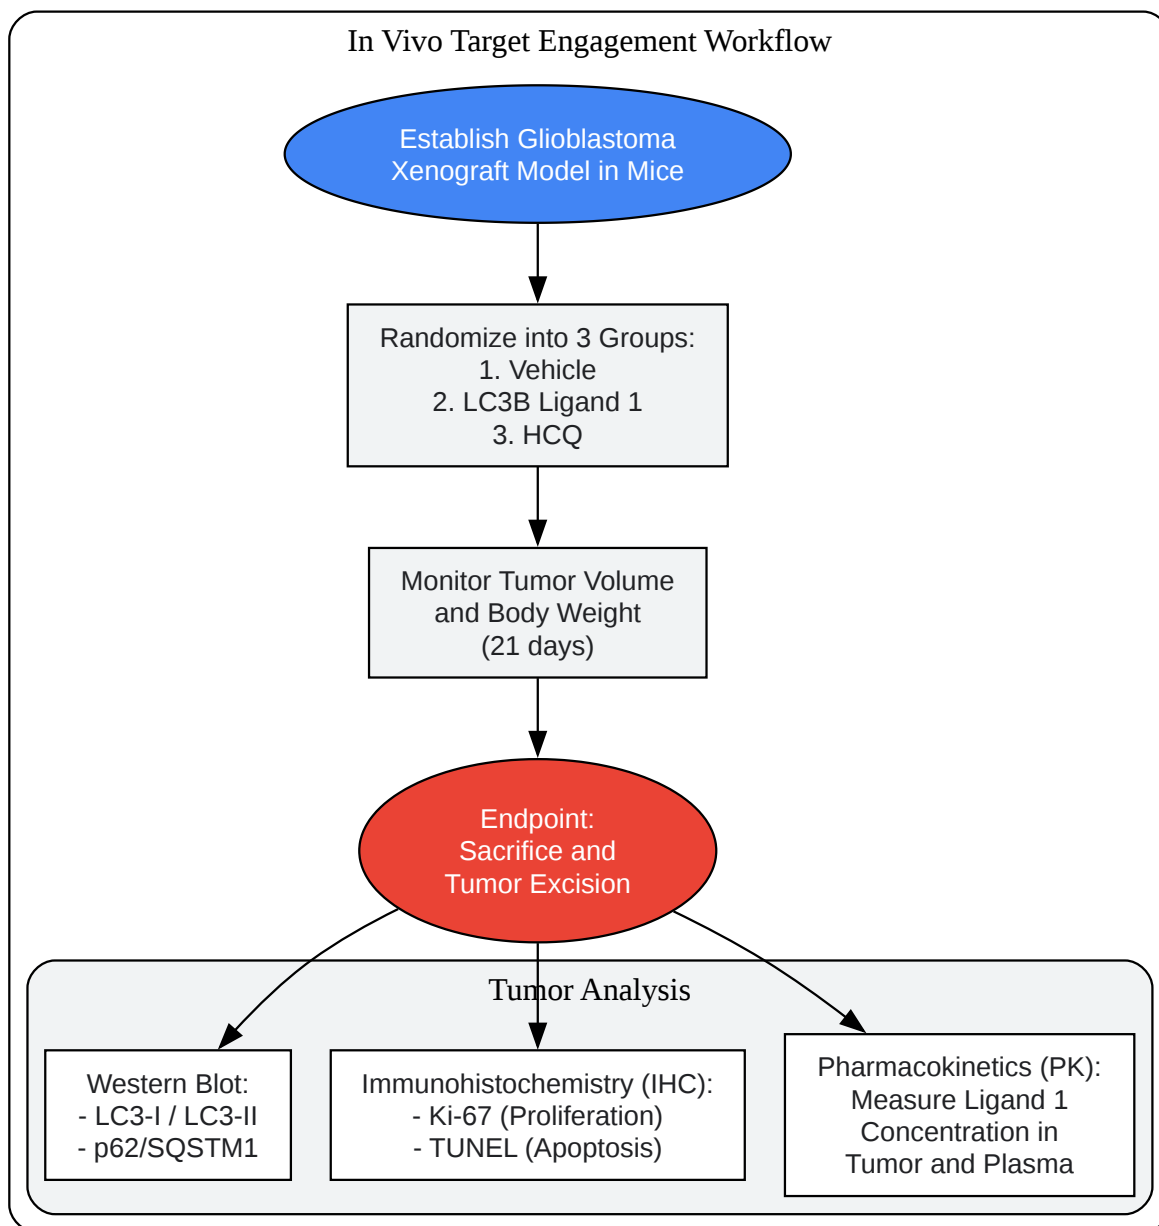 In Vivo Target Engagement Workflow
Establish Glioblastoma
Xenograft Model in Mice
Randomize into 3 Groups:
1. Vehicle
2. LC3B Ligand 1
3. HCQ
Monitor Tumor Volume
and Body Weight
(21 days)
Endpoint:
Sacrifice and
Tumor Excision
Tumor Analysis
Western Blot:
- LC3-I / LC3-II
- p62/SQSTM1
Immunohistochemistry (IHC):
- Ki-67 (Proliferation)
- TUNEL (Apoptosis)
Pharmacokinetics (PK):
Measure Ligand 1
Concentration in
Tumor and Plasma